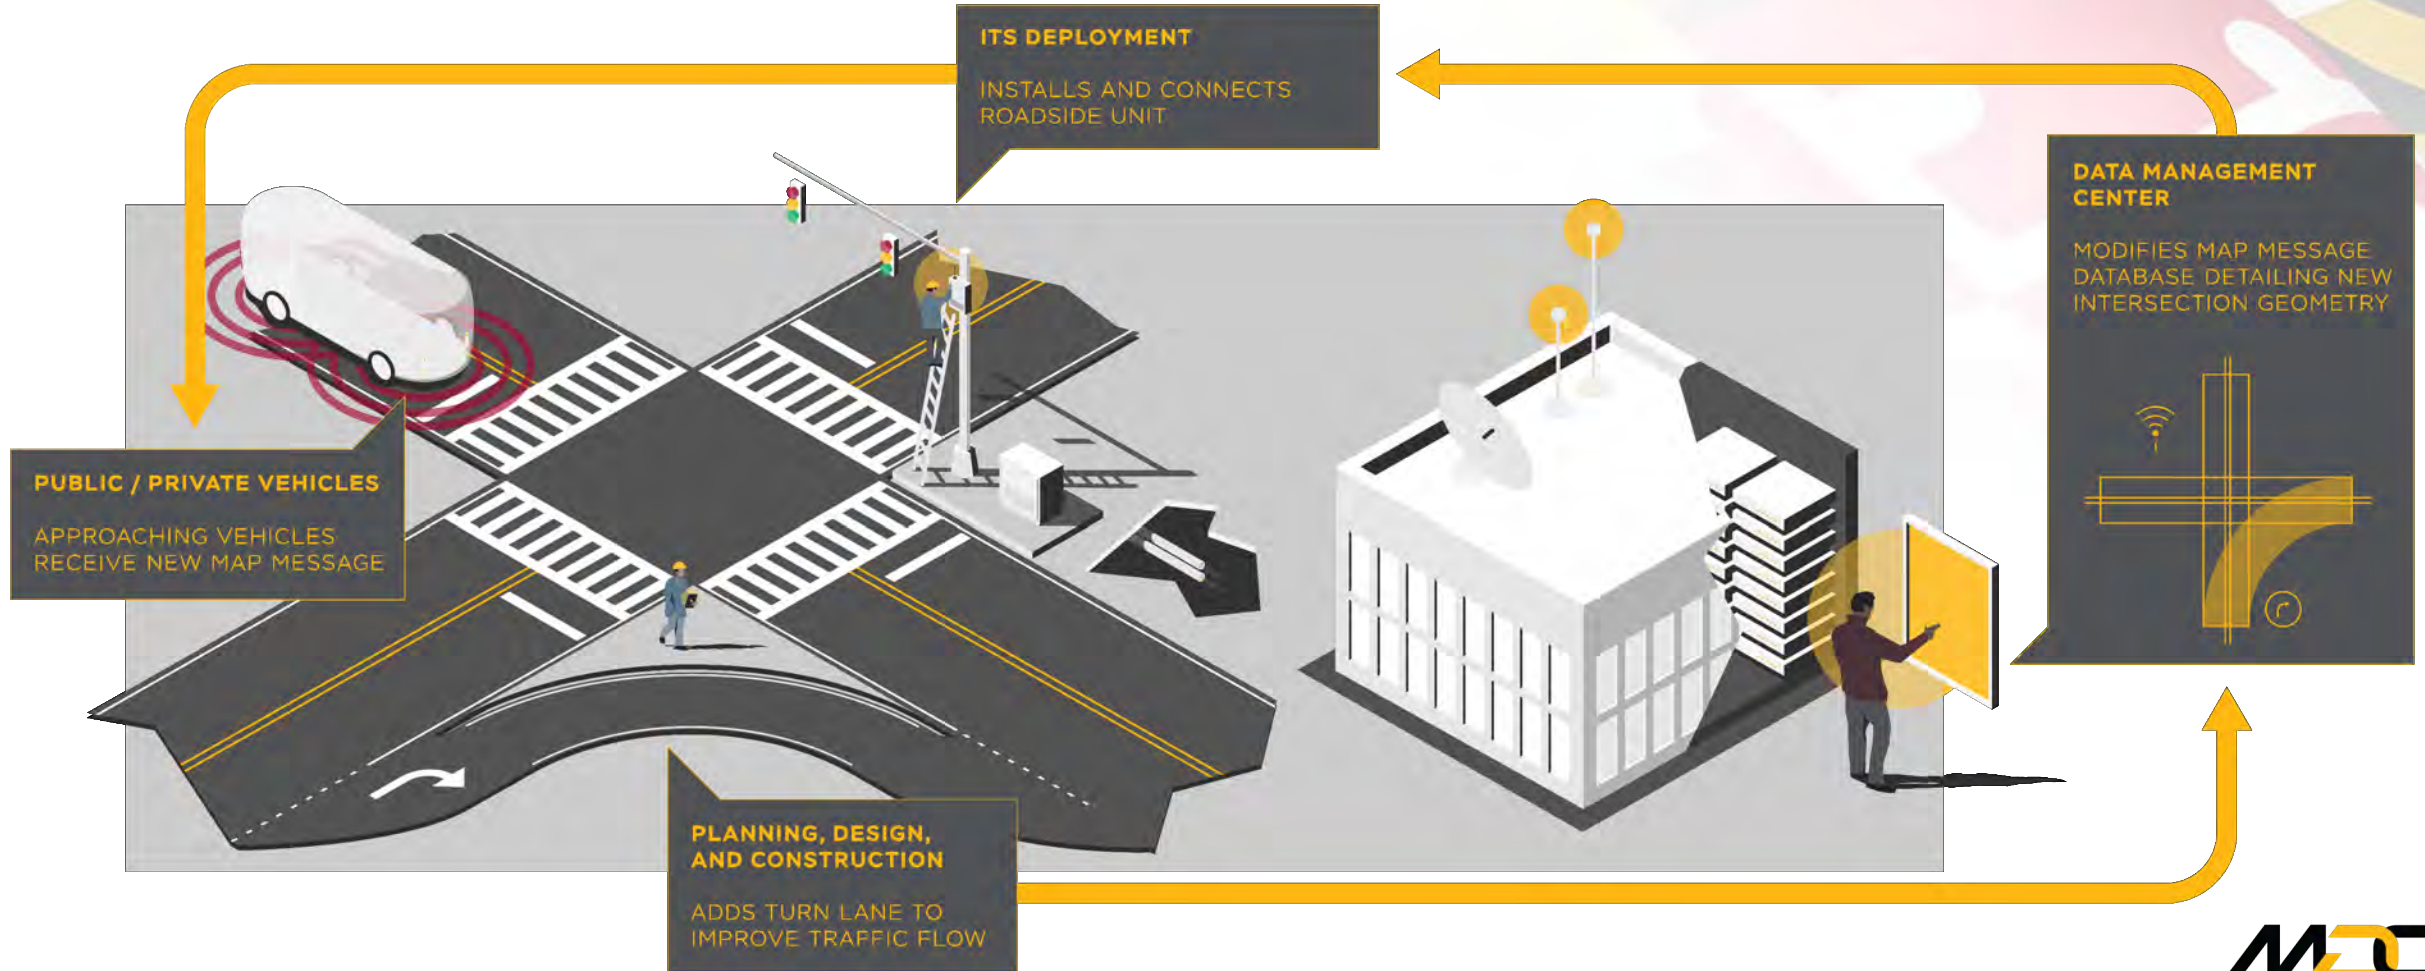 ITS DEPLOYMENT
INSTALLS AND CONNECTS
ROADSIDE UNIT
DATA MANAGEMENT
CENTER
MODIFIES MAP MESSAGE
DATABASE DETAILING NEW
INTERSECTION GEOMETRY
PUBLIC / PRIVATE VEHICLES
APPROACHING VEHICLES
RECEIVE NEW MAP MESSAGE
PLANNING, DESIGN,
AND CONSTRUCTION
ADDS TURN LANE TO
IMPROVE TRAFFIC FLOW